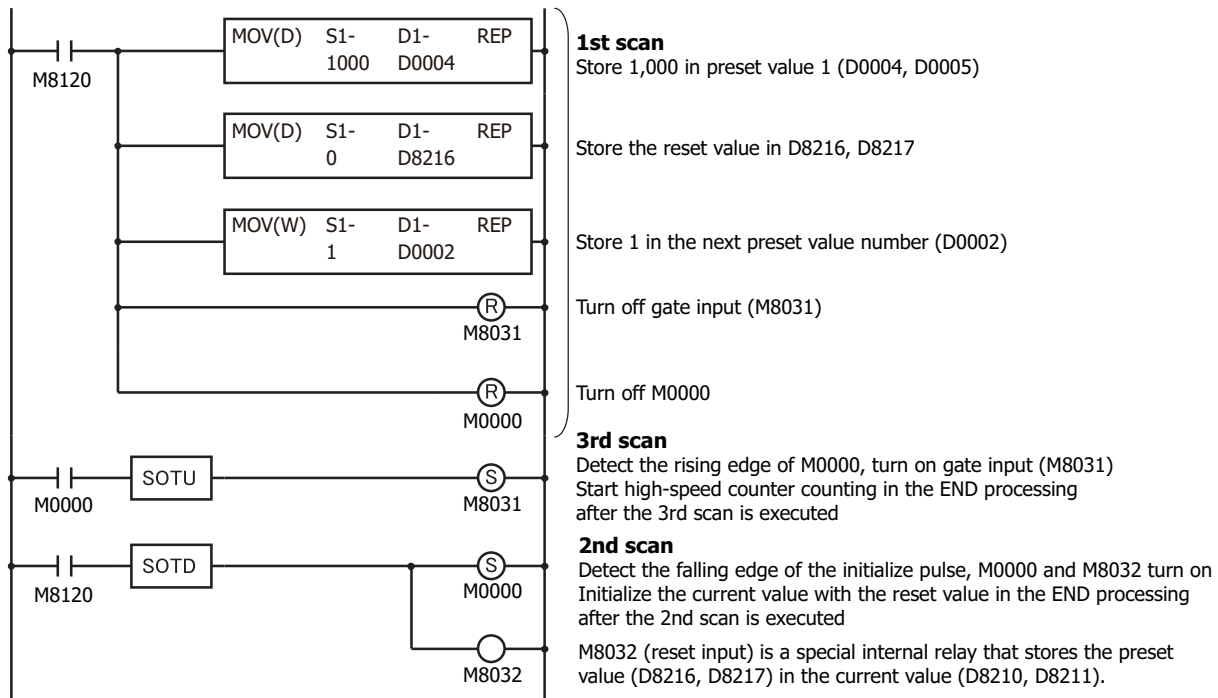 MOV(D) S1- D1- REP
1000 D0004
M8120
1st scan
Store 1,000 in preset value 1 (D0004, D0005)
MOV(D) S1- D1- REP
0 D8216
Store the reset value in D8216, D8217
MOV(W) S1- D1- REP
1 D0002
Store 1 in the next preset value number (D0002)
R
M8031
Turn off gate input (M8031)
R
M0000
Turn off M0000
M0000
SOTU
S
M8031
3rd scan
Detect the rising edge of M0000, turn on gate input (M8031)
Start high-speed counter counting in the END processing
after the 3rd scan is executed
M8120
SOTD
S
M0000
M8032
2nd scan
Detect the falling edge of the initialize pulse, M0000 and M8032 turn on
Initialize the current value with the reset value in the END processing
after the 2nd scan is executed
M8032 (reset input) is a special internal relay that stores the preset
value (D8216, D8217) in the current value (D8210, D8211).